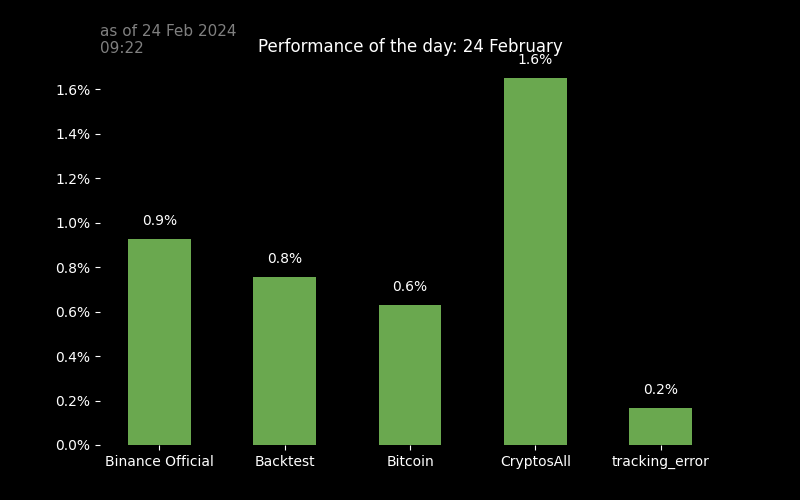 as of 24 Feb 2024
09:22
Performance of the day: 24 February
1.6%
1.6%
1.4%
1.2%
1.0%
0.9%
0.8%
0.8%
0.6%
0.6%
0.4%
0.2%
0.2%
0.0%
Binance Official
Backtest
Bitcoin
CryptosAll
tracking_error